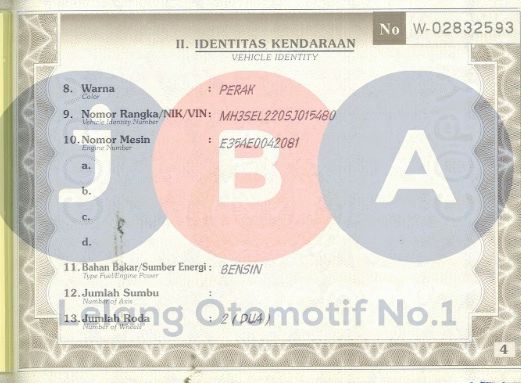 No W-02832593
II. IDENTITAS KENDARAAN
VEHICLE IDENTITY
8. Warna : PERAK
Color
9. Nomor Rangka/NIK/VIN : MH3SEL220SJ015480
Vehicle Identity Number
10. Nomor Mesin : E35AE0042081
Engine Number
a.
b.
c.
d.
11. Bahan Bakar/Sumber Energi : BENSIN
Type Fuel/Engine Power
12. Jumlah Sumbu :
Number of Axis
13. Jumlah Roda : 2 (DUA)
Number of Wheels
4
jBA
Lelang Otomotif No.1